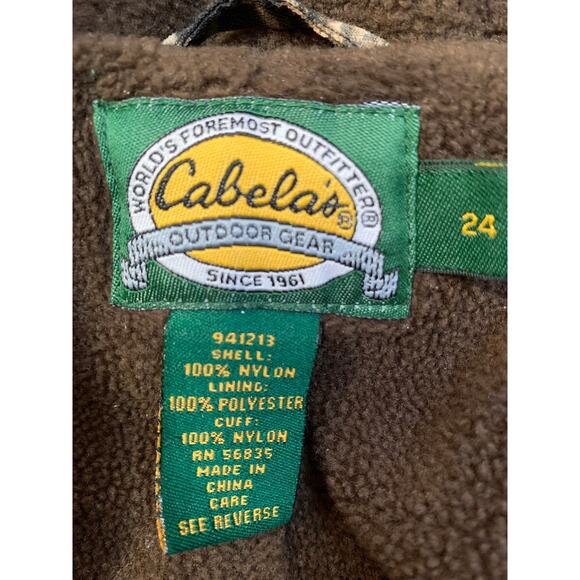 WORLD'S FOREMOST OUTFITTER®
Cabela's®
OUTDOOR GEAR
SINCE 1961
24
941213
SHELL:
100% NYLON
LINING:
100% POLYESTER
CUFF:
100% NYLON
RN 56835
MADE IN
CHINA
CARE
SEE REVERSE